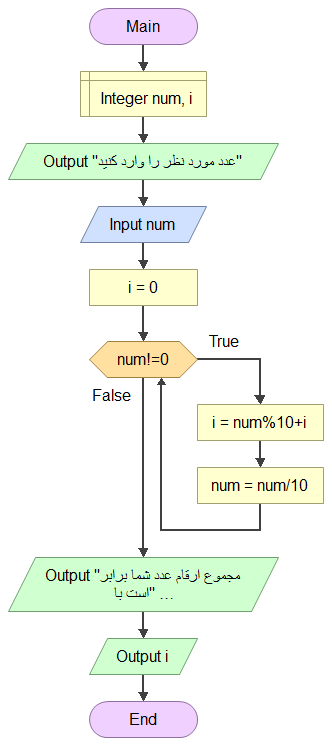 Main
Integer num, i
Output "عدد مورد نظر را وارد کنید"
Input num
i = 0
num!=0
True
False
i = num%10+i
num = num/10
Output "مجموع ارقام عدد شما برابر
است با" ...
Output i
End